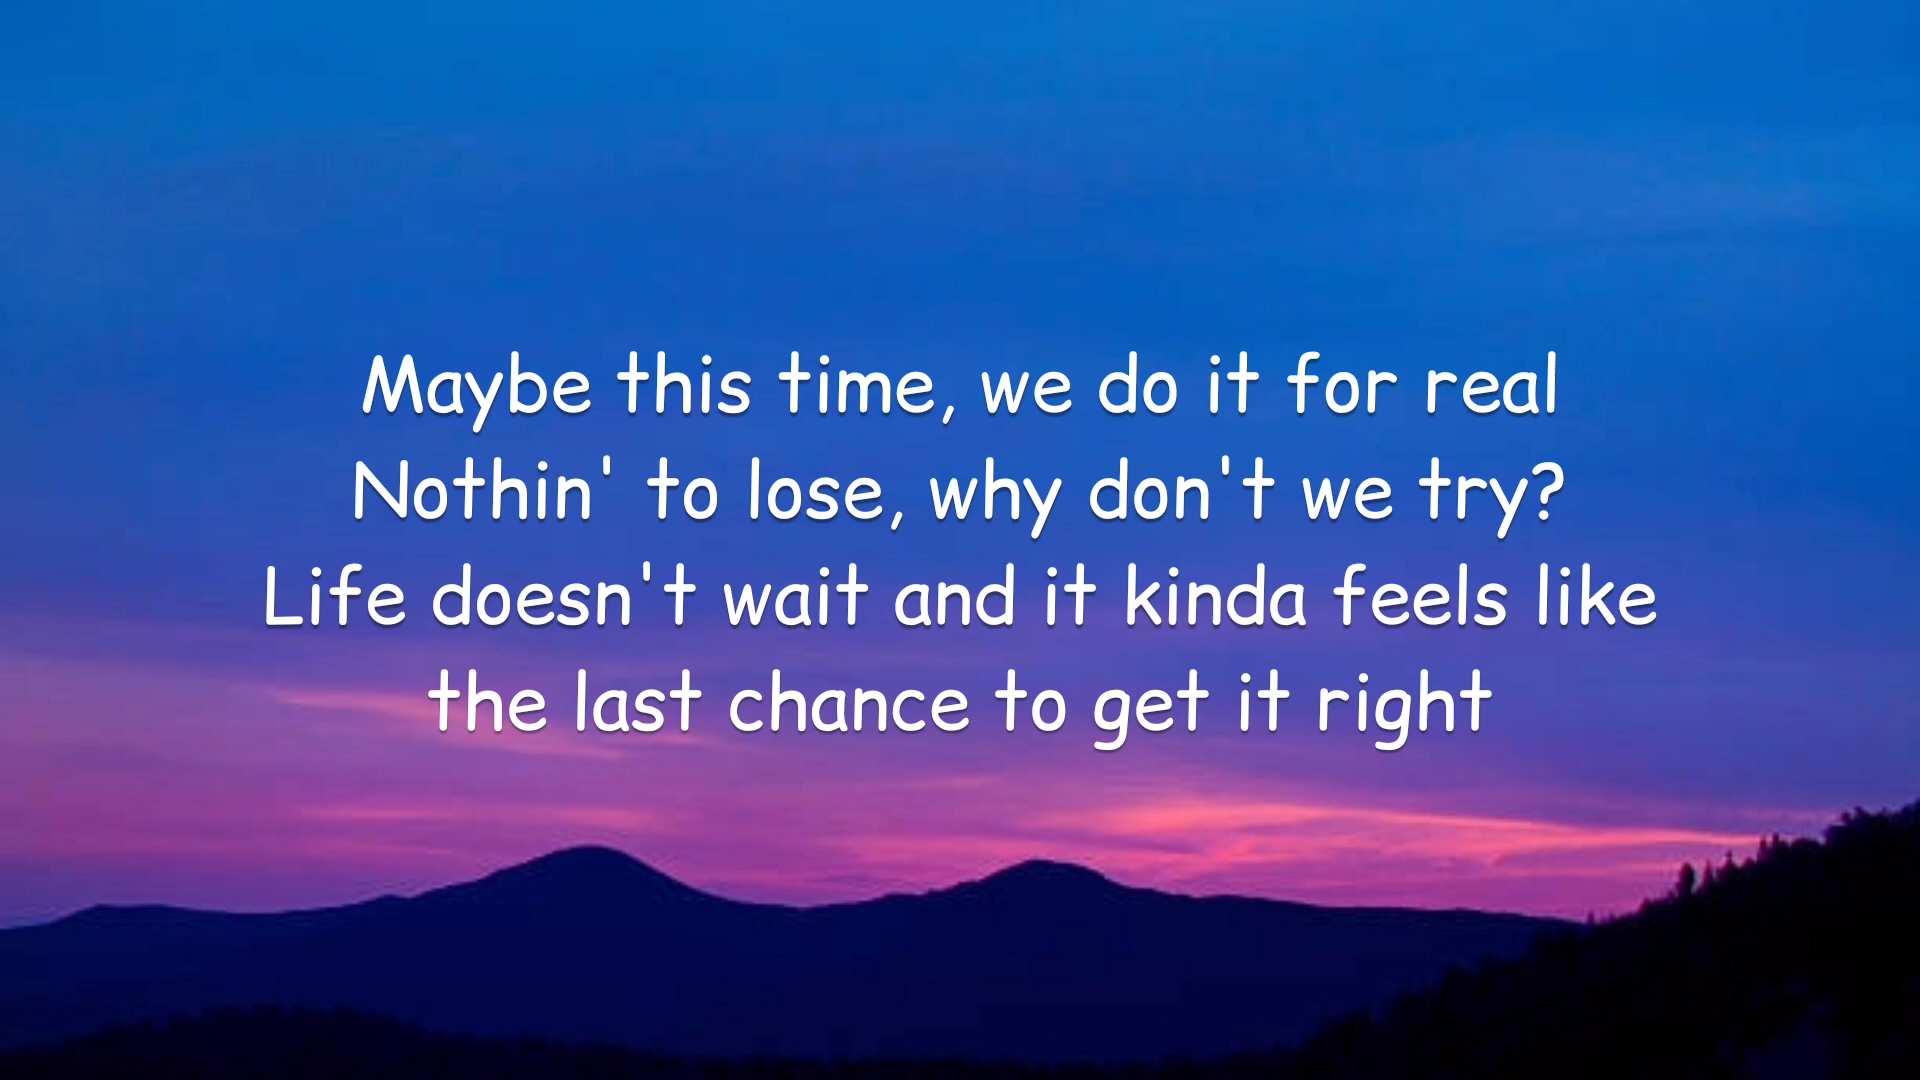 Maybe this time, we do it for real
Nothin' to lose, why don't we try?
Life doesn't wait and it kinda feels like
the last chance to get it right